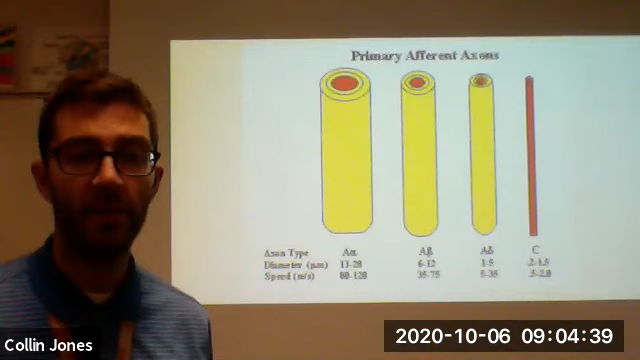 Primary Afferent Axons
Axon Type Aα Aβ Aδ C
Diameter (μm) 13-20 6-12 1-5 .2-1.5
Speed (m/s) 80-120 35-75 5-35 .5-2.0
Collin Jones
2020-10-06 09:04:39